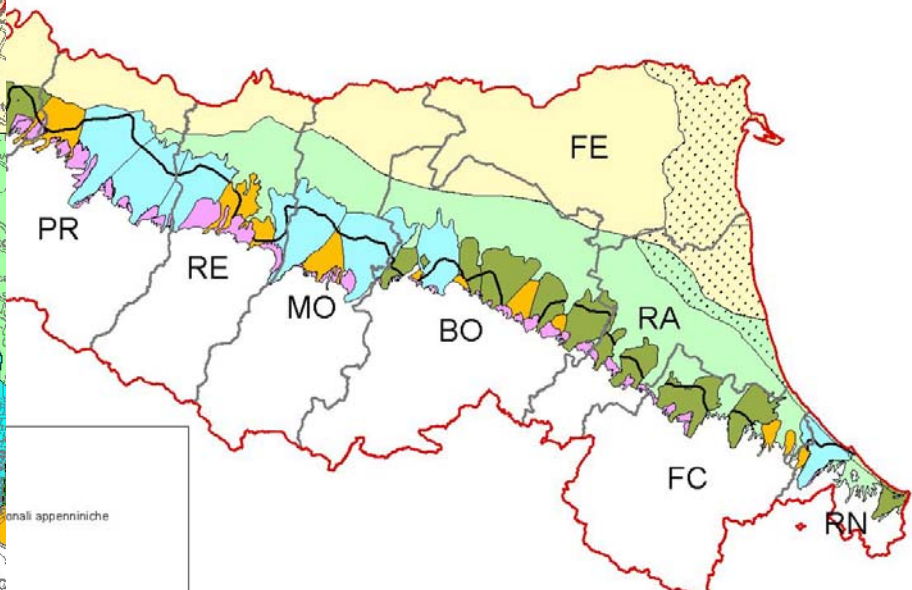 FE
PR
RE
MO
BO
RA
FC
RN
onali appenniniche